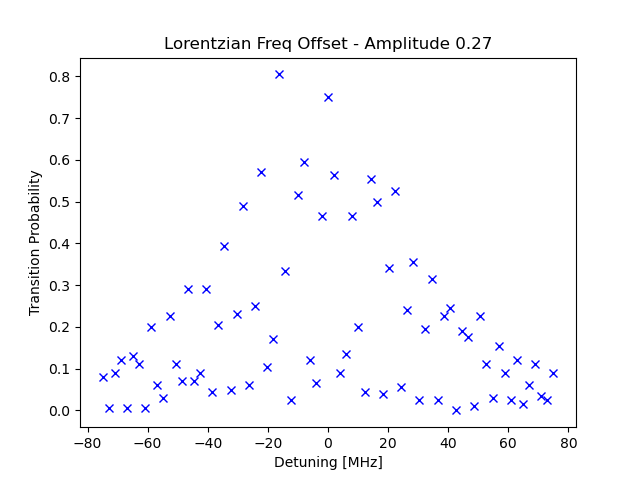 Lorentzian Freq Offset - Amplitude 0.27
0.8
0.7
0.6
0.5
0.4
0.3
0.2
0.1
0.0
Transition Probability
−80 −60 −40 −20 0 20 40 60 80
Detuning [MHz]